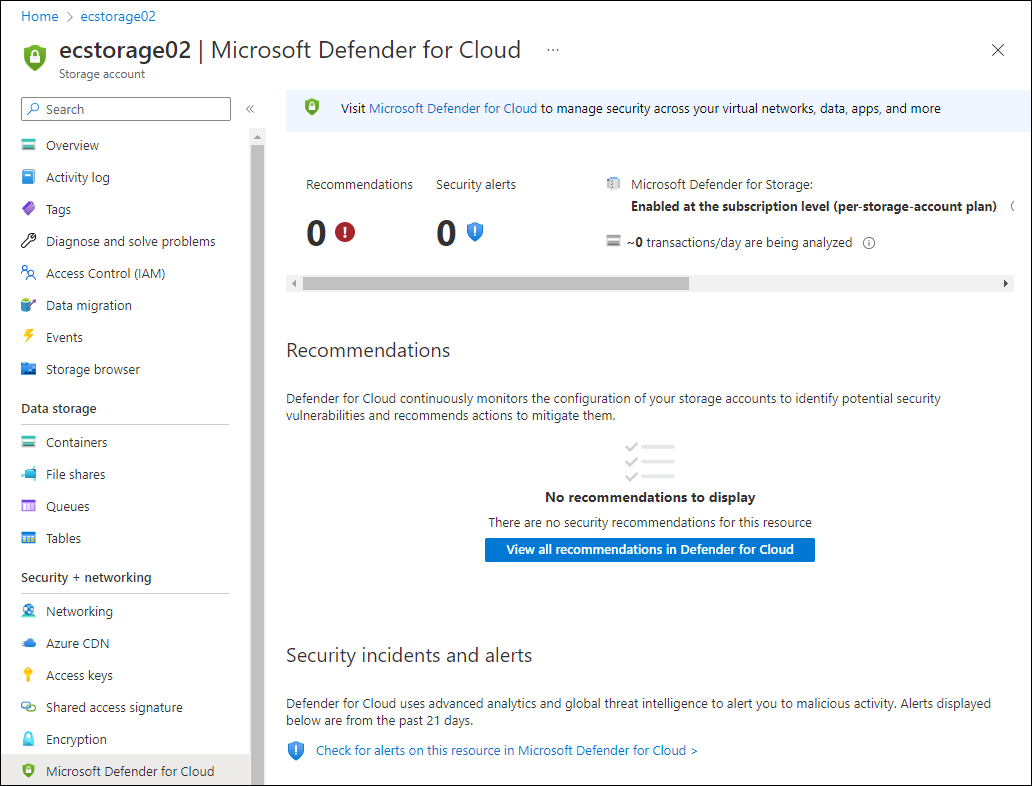 Home > ecstorage02
ecstorage02 | Microsoft Defender for Cloud ...
Storage account
Search
«
Overview
Activity log
Tags
Diagnose and solve problems
Access Control (IAM)
Data migration
Events
Storage browser
Data storage
Containers
File shares
Queues
Tables
Security + networking
Networking
Azure CDN
Access keys
Shared access signature
Encryption
Microsoft Defender for Cloud
Visit Microsoft Defender for Cloud to manage security across your virtual networks, data, apps, and more
Recommendations
0
Security alerts
0
Microsoft Defender for Storage:
Enabled at the subscription level (per-storage-account plan)
~0 transactions/day are being analyzed
Recommendations
Defender for Cloud continuously monitors the configuration of your storage accounts to identify potential security
vulnerabilities and recommends actions to mitigate them.
No recommendations to display
There are no security recommendations for this resource
View all recommendations in Defender for Cloud
Security incidents and alerts
Defender for Cloud uses advanced analytics and global threat intelligence to alert you to malicious activity. Alerts displayed
below are from the past 21 days.
Check for alerts on this resource in Microsoft Defender for Cloud >